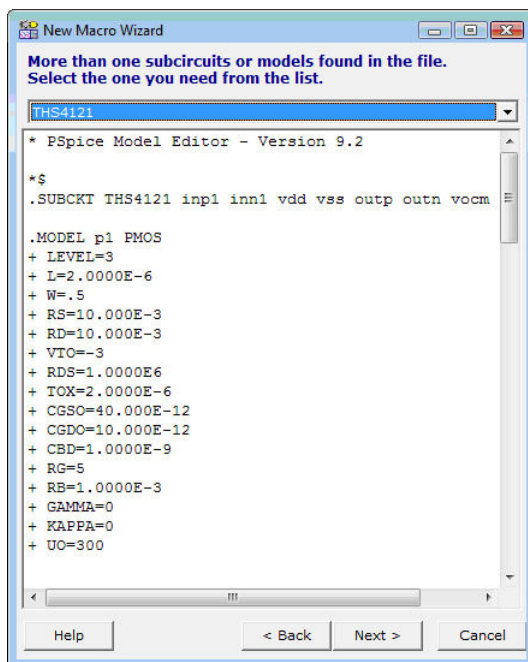 New Macro Wizard
More than one subcircuits or models found in the file.
Select the one you need from the list.
THS4121
* PSpice Model Editor - Version 9.2
*$
.SUBCKT THS4121 inp1 inn1 vdd vss outp outn vocm
.MODEL p1 PMOS
+ LEVEL=3
+ L=2.0000E-6
+ W=.5
+ RS=10.000E-3
+ RD=10.000E-3
+ VTO=-3
+ RDS=1.0000E6
+ TOX=2.0000E-6
+ CGSO=40.000E-12
+ CGDO=10.000E-12
+ CBD=1.0000E-9
+ RG=5
+ RB=1.0000E-3
+ GAMMA=0
+ KAPPA=0
+ UO=300
Help < Back Next > Cancel